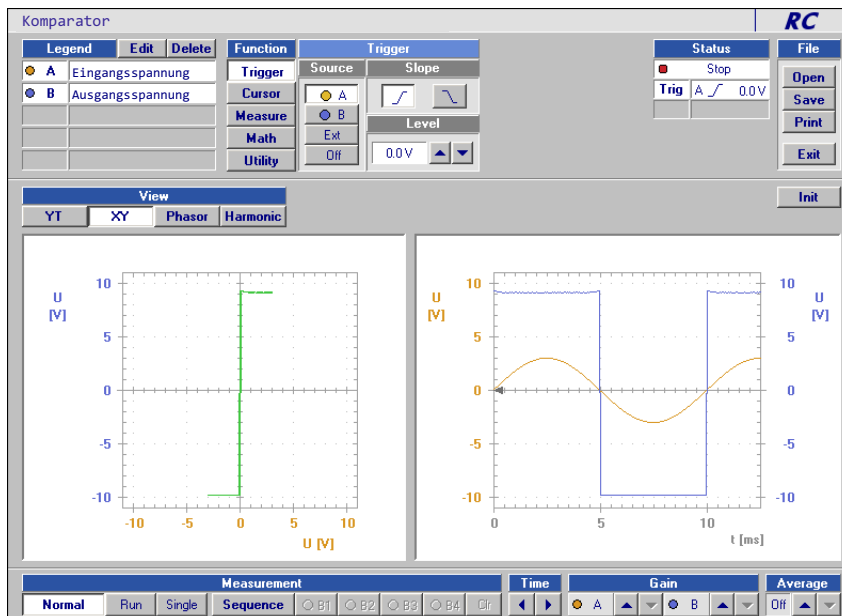 Komparator
RC
Legend Edit Delete
A Eingangsspannung
B Ausgangsspannung
Function
Trigger
Cursor
Measure
Math
Utility
Trigger
Source Slope
A
B
Ext
Off
Level
0.0 V
Status
Stop
Trig A 0.0 V
File
Open
Save
Print
Exit
View
YT XY Phasor Harmonic
Init
U
[V]
10
5
0
-5
-10
-10 -5 0 5 10
U [V]
U
[V]
10
5
0
-5
-10
10
5
0
-5
-10
U
[V]
0 5 10
t [ms]
Measurement
Normal Run Single Sequence B1 B2 B3 B4 Clr
Time
Gain
A B
Average
Off